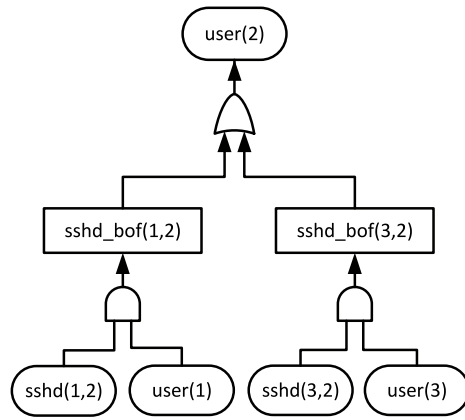 user(2)
sshd_bof(1,2)
sshd_bof(3,2)
sshd(1,2)
user(1)
sshd(3,2)
user(3)